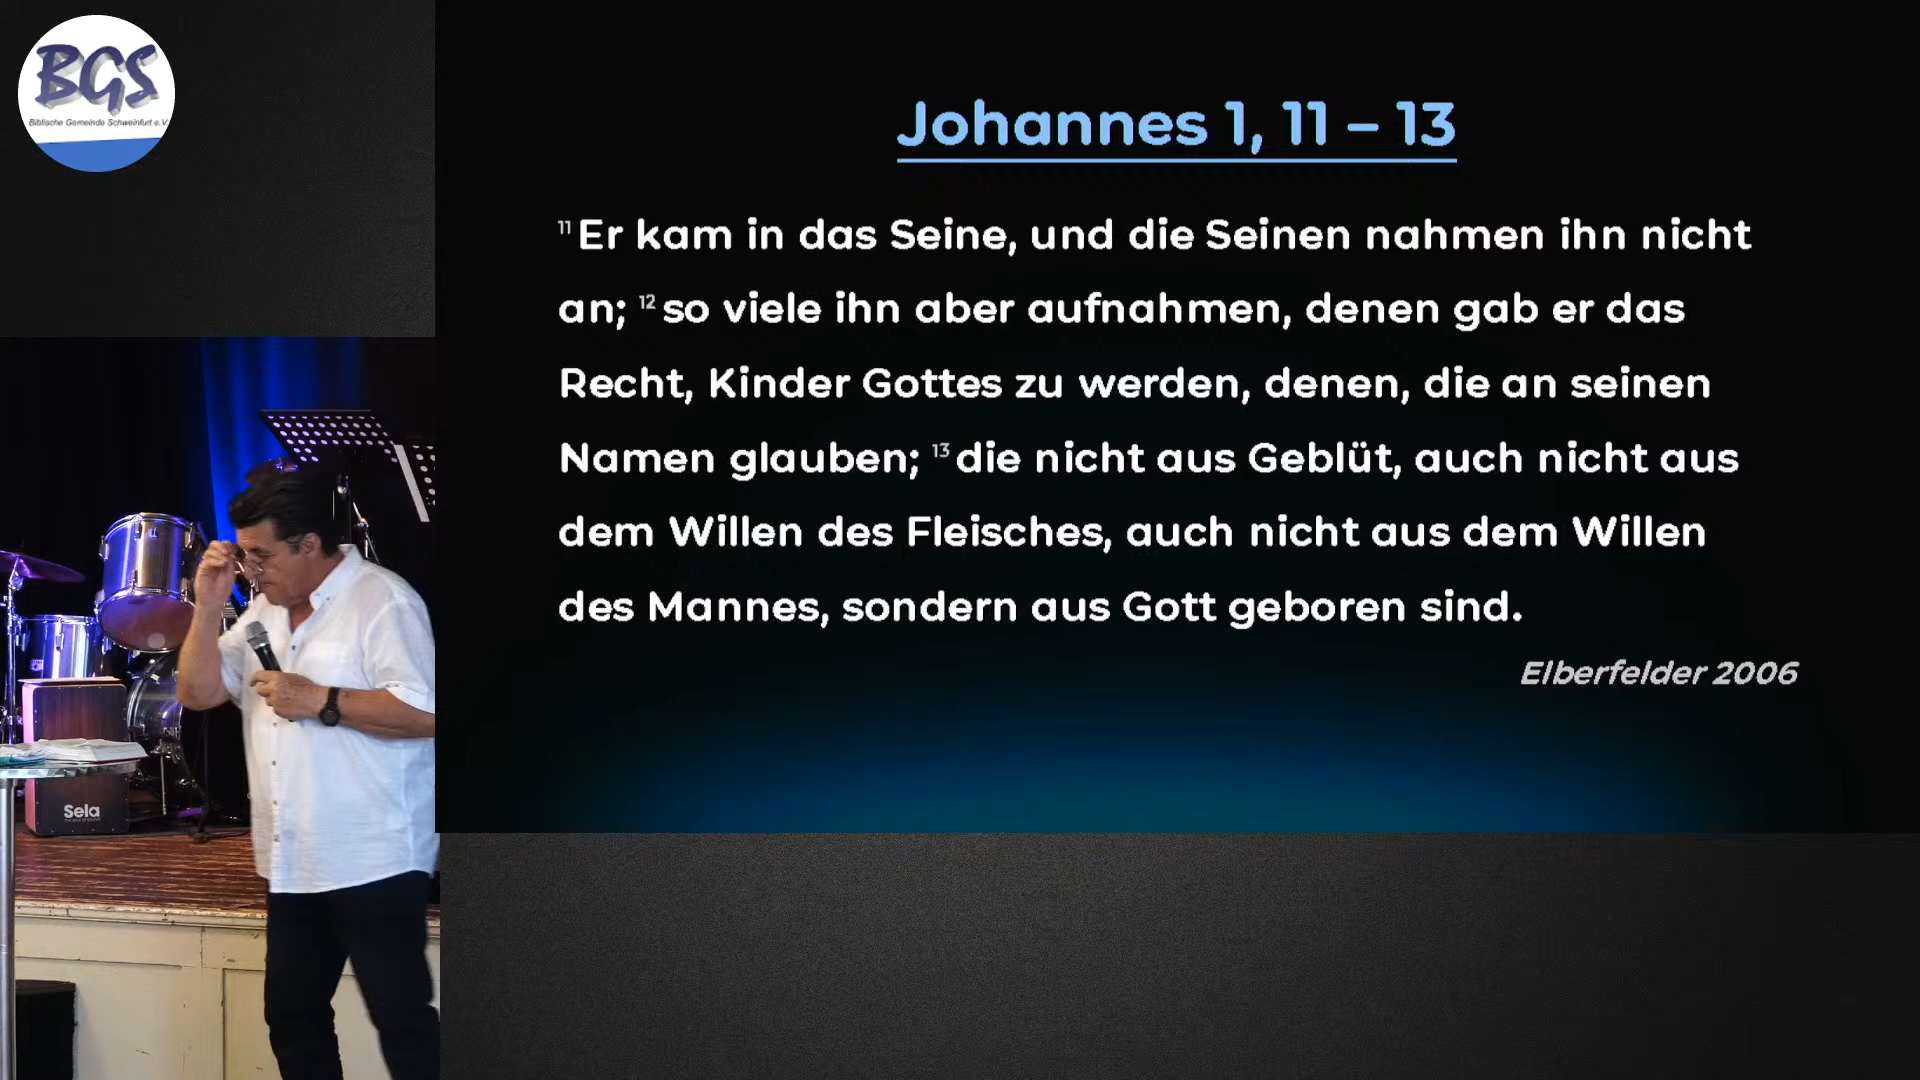 BGS
Biblische Gemeinde Schweinfurt e.V.
Johannes 1, 11 – 13
11 Er kam in das Seine, und die Seinen nahmen ihn nicht
an; 12 so viele ihn aber aufnahmen, denen gab er das
Recht, Kinder Gottes zu werden, denen, die an seinen
Namen glauben; 13 die nicht aus Geblüt, auch nicht aus
dem Willen des Fleisches, auch nicht aus dem Willen
des Mannes, sondern aus Gott geboren sind.
Elberfelder 2006
Sela